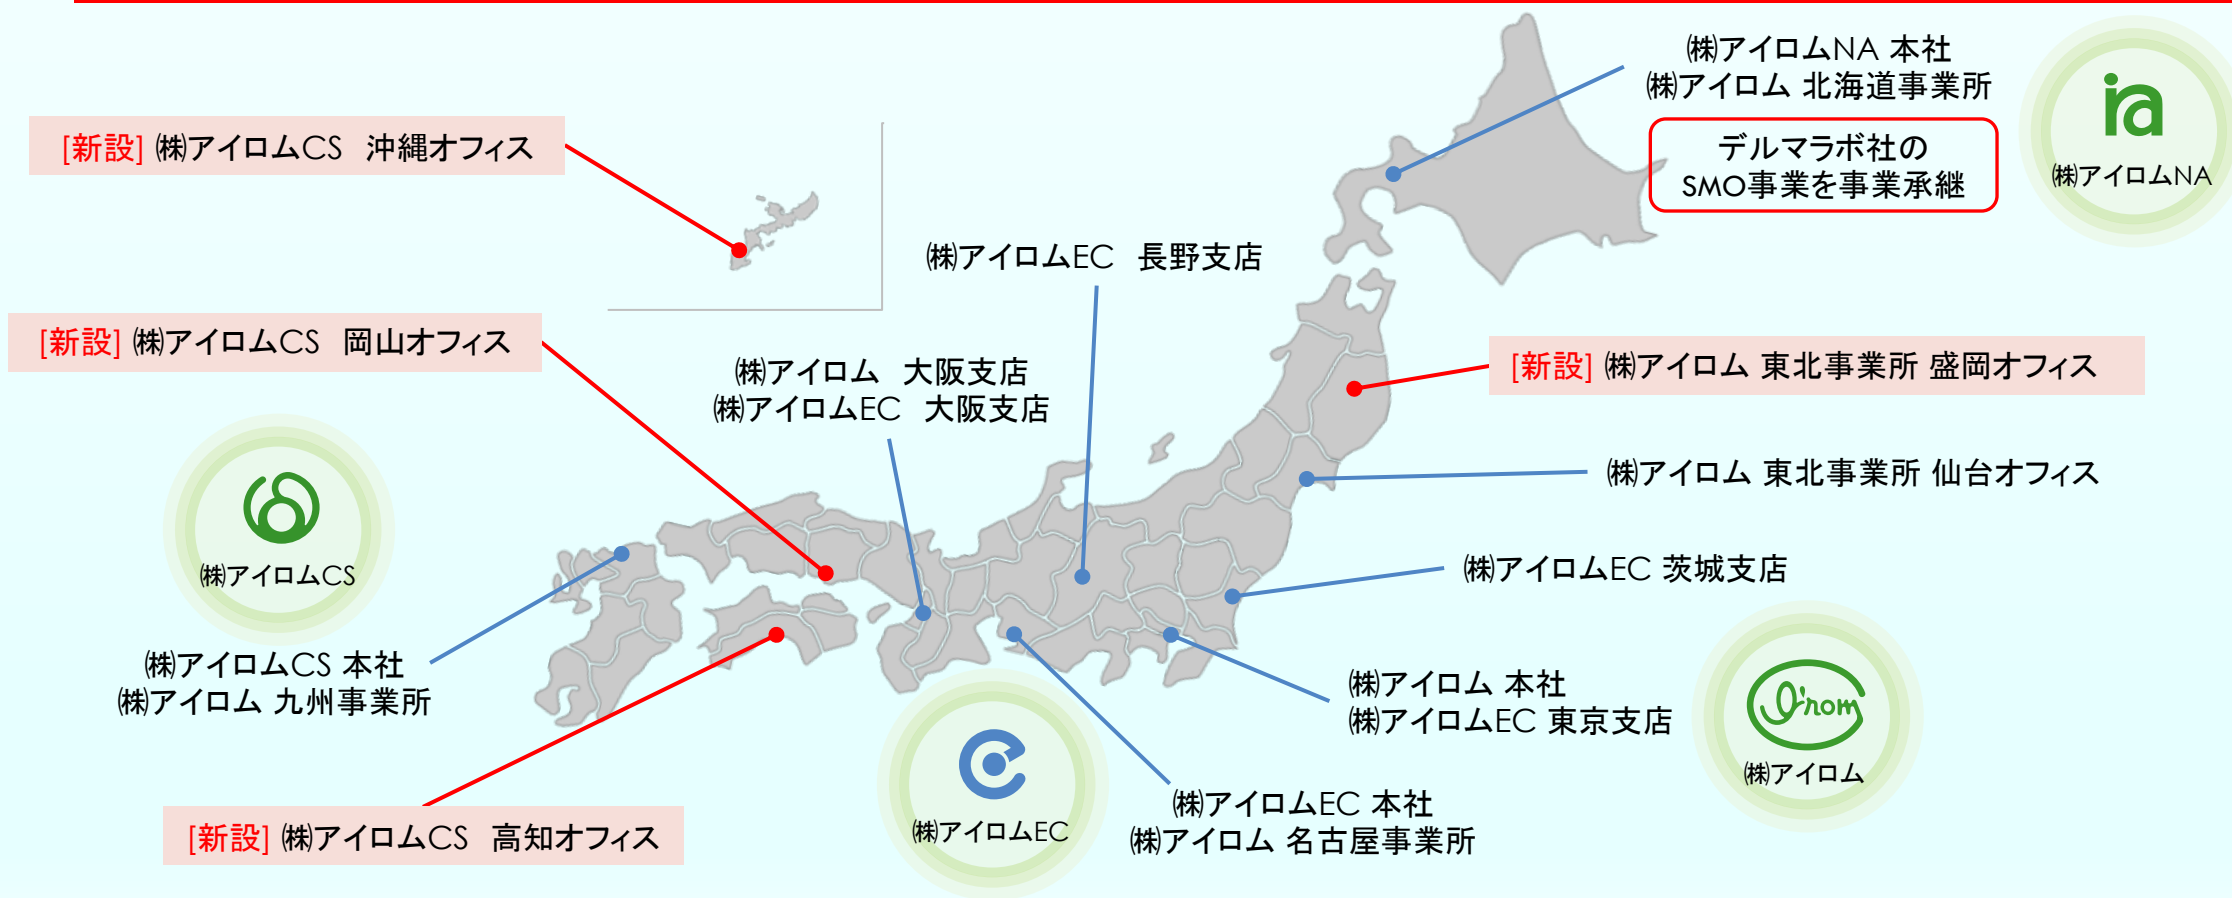 ㈱アイロムNA 本社
㈱アイロム 北海道事業所
デルマラボ社の
SMO事業を事業承継
ia
㈱アイロムNA
[新設] ㈱アイロムCS　沖縄オフィス
㈱アイロムEC　長野支店
[新設] ㈱アイロムCS　岡山オフィス
㈱アイロム　大阪支店
㈱アイロムEC　大阪支店
[新設] ㈱アイロム 東北事業所 盛岡オフィス
㈱アイロム 東北事業所 仙台オフィス
㈱アイロムCS
㈱アイロムEC 茨城支店
㈱アイロムCS 本社
㈱アイロム 九州事業所
㈱アイロム 本社
㈱アイロムEC 東京支店
I'rom
㈱アイロム
[新設] ㈱アイロムCS　高知オフィス
㈱アイロムEC
㈱アイロムEC 本社
㈱アイロム 名古屋事業所